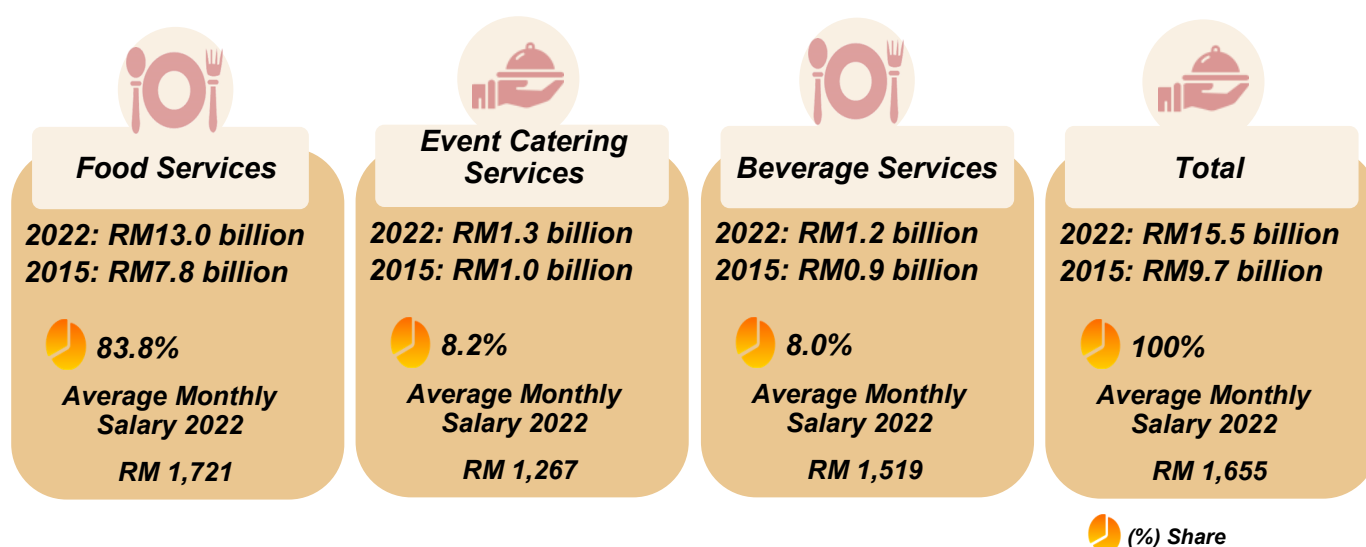 Food Services
2022: RM13.0 billion
2015: RM7.8 billion
83.8%
Average Monthly
Salary 2022
RM 1,721
Event Catering
Services
2022: RM1.3 billion
2015: RM1.0 billion
8.2%
Average Monthly
Salary 2022
RM 1,267
Beverage Services
2022: RM1.2 billion
2015: RM0.9 billion
8.0%
Average Monthly
Salary 2022
RM 1,519
Total
2022: RM15.5 billion
2015: RM9.7 billion
100%
Average Monthly
Salary 2022
RM 1,655
(%) Share